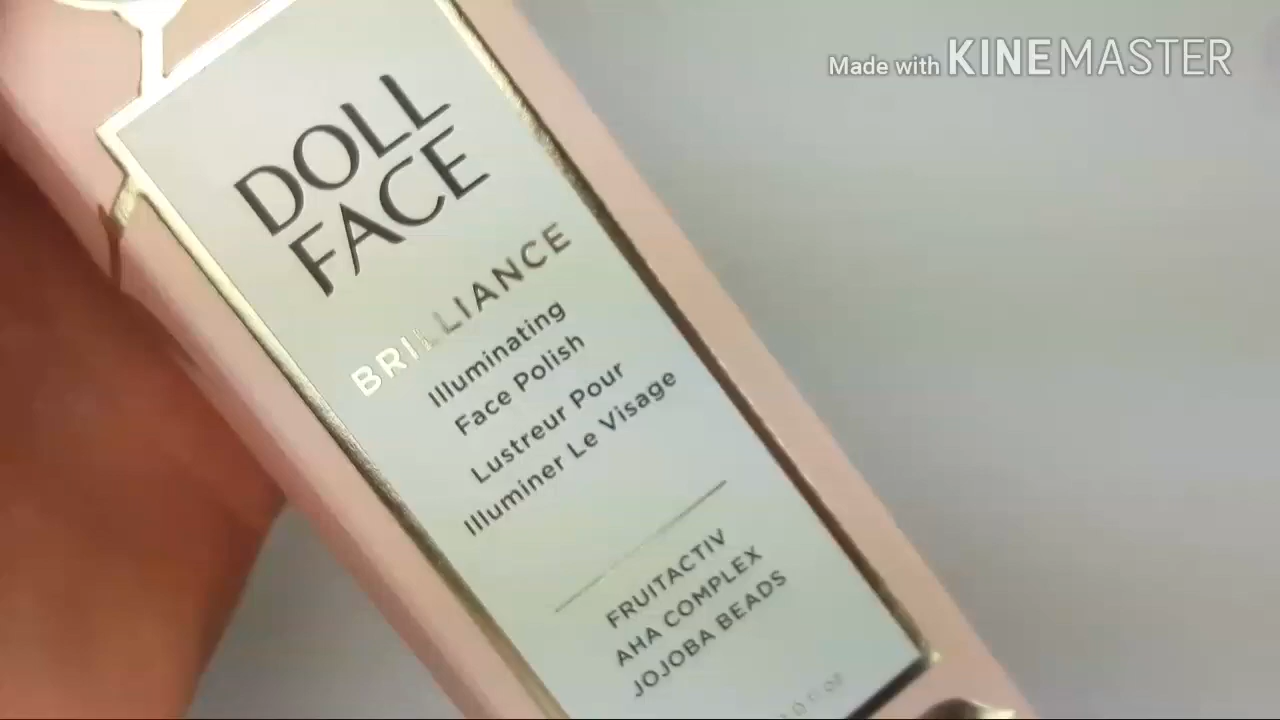 Made with KINEMASTER
DOLL
FACE
BRILLIANCE
Illuminating
Face Polish
Lustreur Pour
Illuminer Le Visage
FRUITACTIV
AHA COMPLEX
JOJOBA BEADS